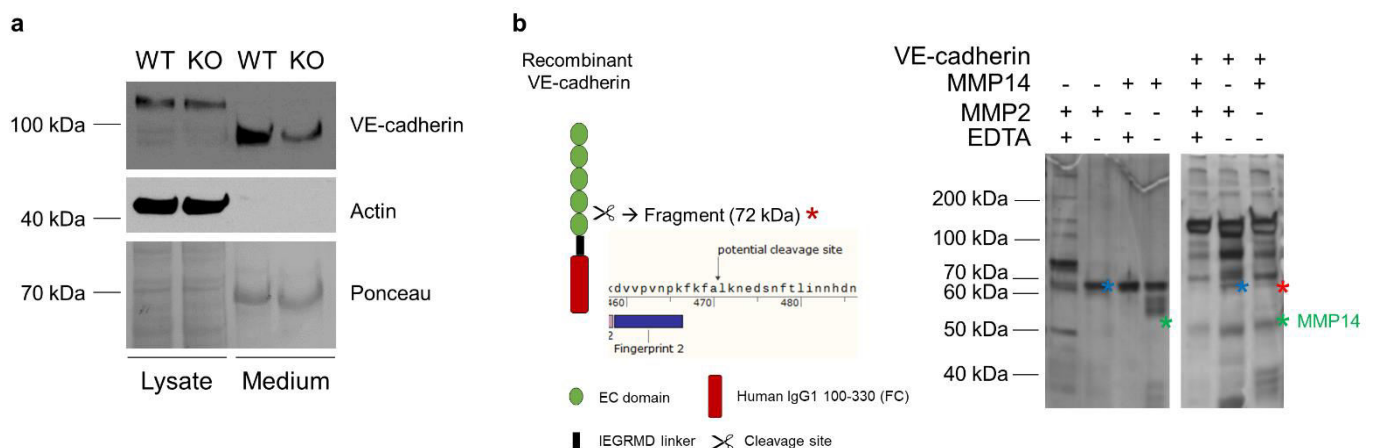 a
WT KO WT KO
100 kDa
VE-cadherin
40 kDa
Actin
70 kDa
Ponceau
Lysate Medium
b
Recombinant
VE-cadherin
→ Fragment (72 kDa) *
potential cleavage site
kdvvpvnpkfkfalknedsnftlinnhdn
460 470 480
2
Fingerprint 2
EC domain
Human IgG1 100-330 (FC)
IEGRMD linker
Cleavage site
VE-cadherin + + +
MMP14 - - + + + - +
MMP2 + + - - + + -
EDTA + - + - + - -
200 kDa
100 kDa
70 kDa
60 kDa
50 kDa
40 kDa
* * * * * MMP14